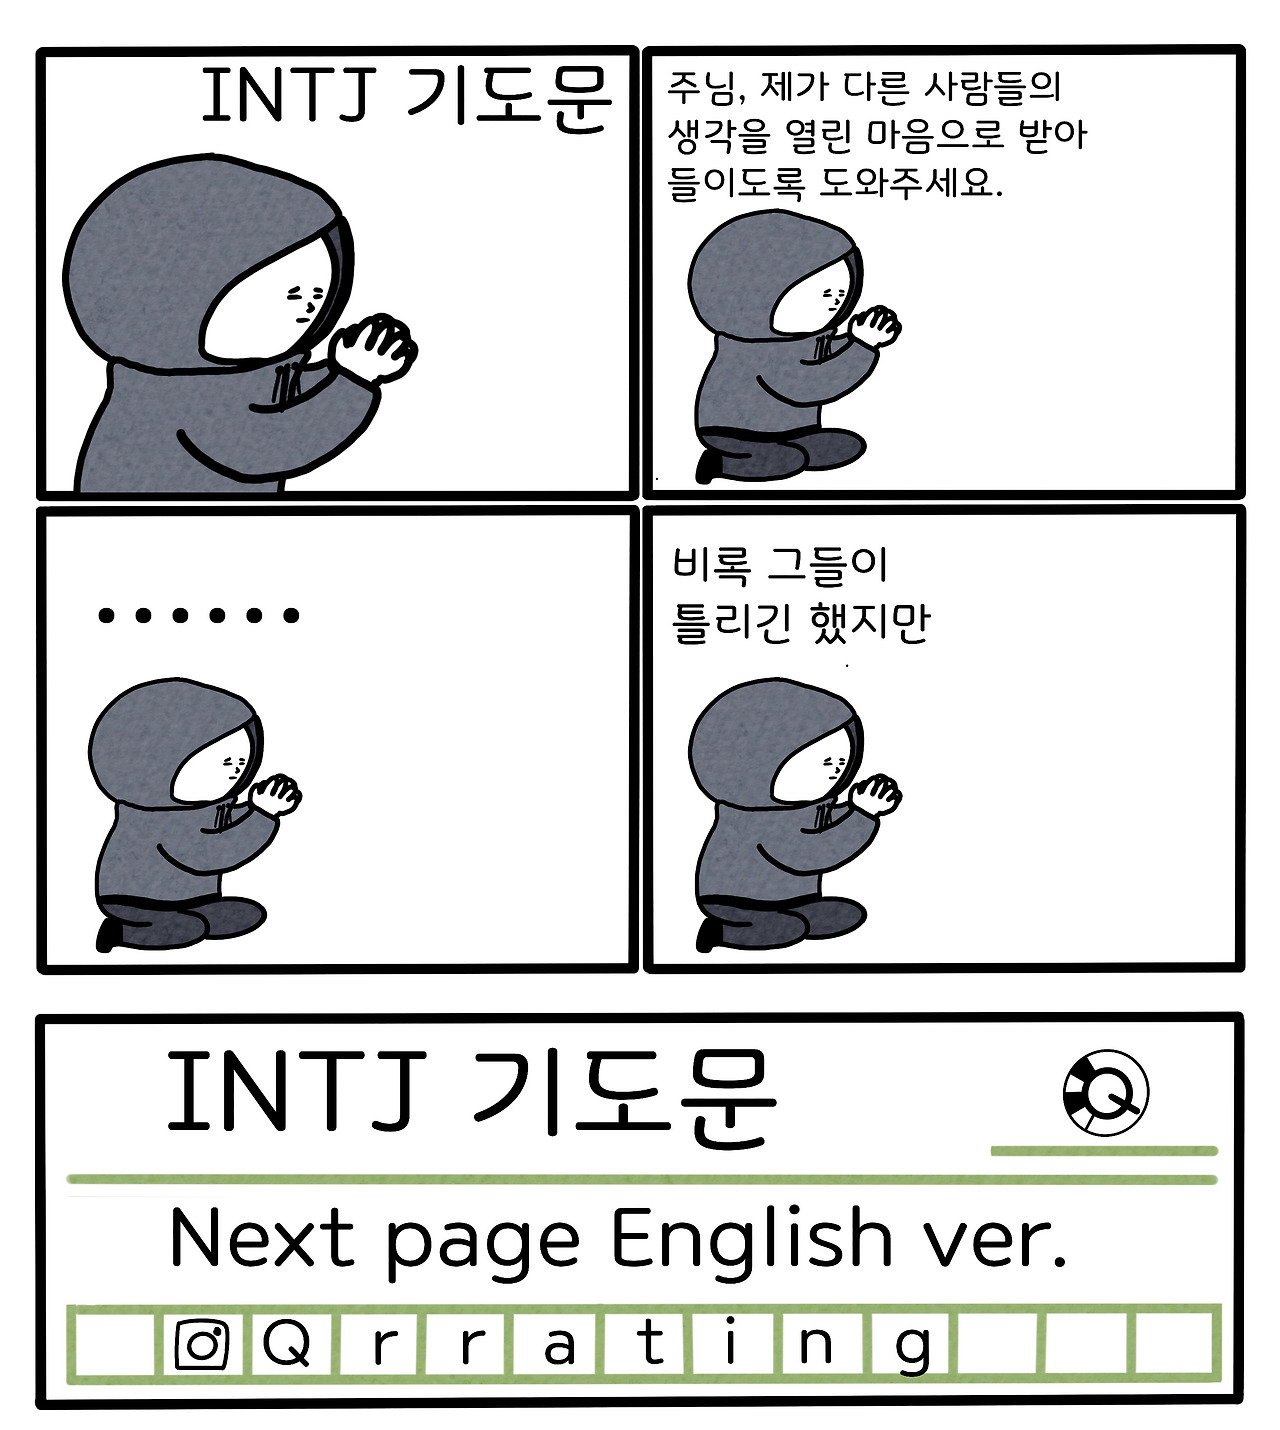 INTJ 기도문
주님, 제가 다른 사람들의
생각을 열린 마음으로 받아
들이도록 도와주세요.
••••••
비록 그들이
틀리긴 했지만
INTJ 기도문
Q
Next page English ver.
Qrrating